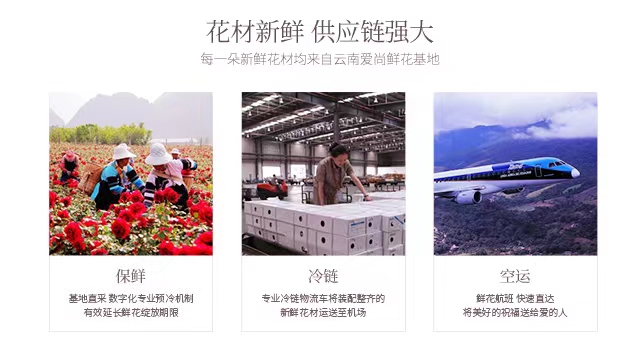 花材新鲜 供应链强大
每一朵新鲜花材均来自云南爱尚鲜花基地
保鲜
基地直采 数字化专业预冷机制
有效延长鲜花绽放期限
冷链
专业冷链物流车将装配整齐的
新鲜花材运送至机场
空运
鲜花航班 快速直达
将美好的祝福送给爱的人